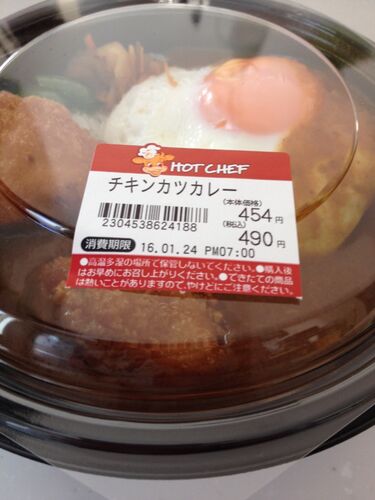 HOT CHEF
チキンカツカレー
(本体価格)
454円
(税込)
490円
2304538624188
消費期限 16.01.24 PM07:00
●高温多湿の場所で保管しないでください。●購入後
はお早めにお召し上がりください。●できたての商品
は熱いことがありますので、やけどにご注意ください。